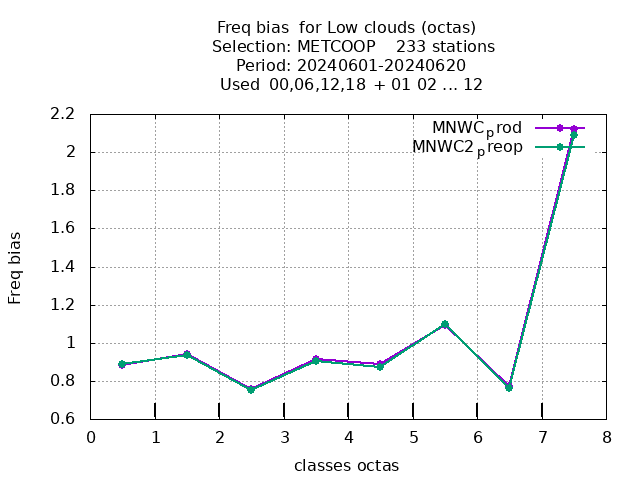 Freq bias for Low clouds (octas)
Selection: METCOOP 233 stations
Period: 20240601-20240620
Used 00,06,12,18 + 01 02 ... 12
2.2
2
1.8
1.6
1.4
1.2
1
0.8
0.6
Freq bias
MNWC_prod
MNWC2_preop
0 1 2 3 4 5 6 7 8
classes octas